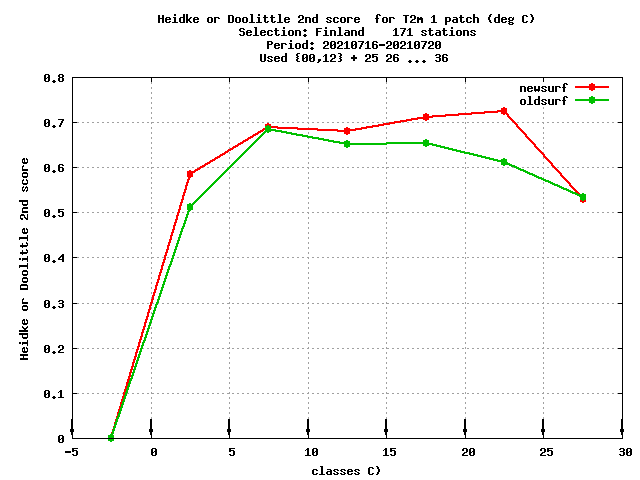 Heidke or Doolittle 2nd score  for T2m 1 patch (deg C)
Selection: Finland    171 stations
Period: 20210716-20210720
Used {00,12} + 25 26 ... 36
newsurf
oldsurf
0.8
0.7
0.6
0.5
0.4
0.3
0.2
0.1
0
Heidke or Doolittle 2nd score
-5 0 5 10 15 20 25 30
classes C)